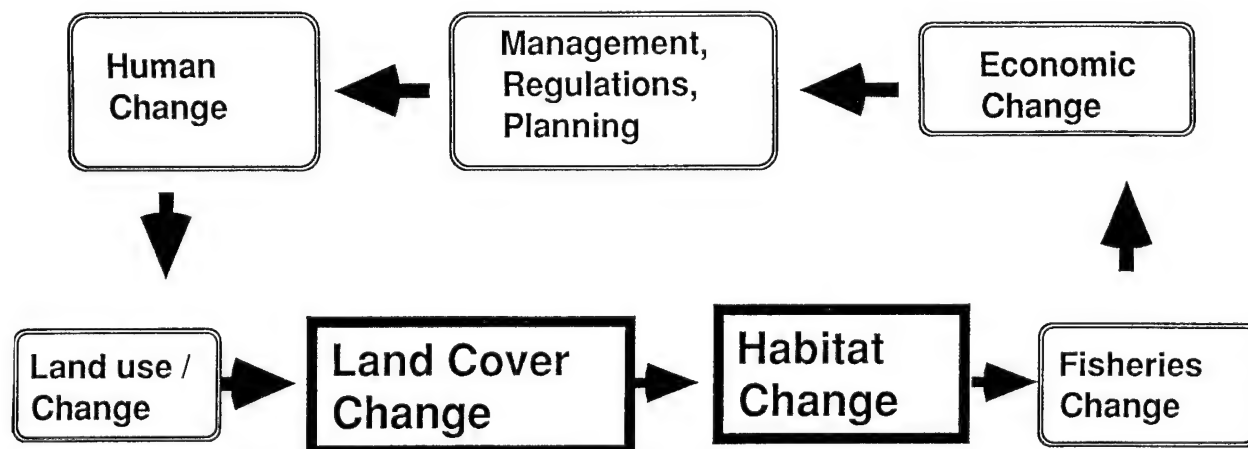 Human
Change
Management,
Regulations,
Planning
Economic
Change
Land use /
Change
Land Cover
Change
Habitat
Change
Fisheries
Change